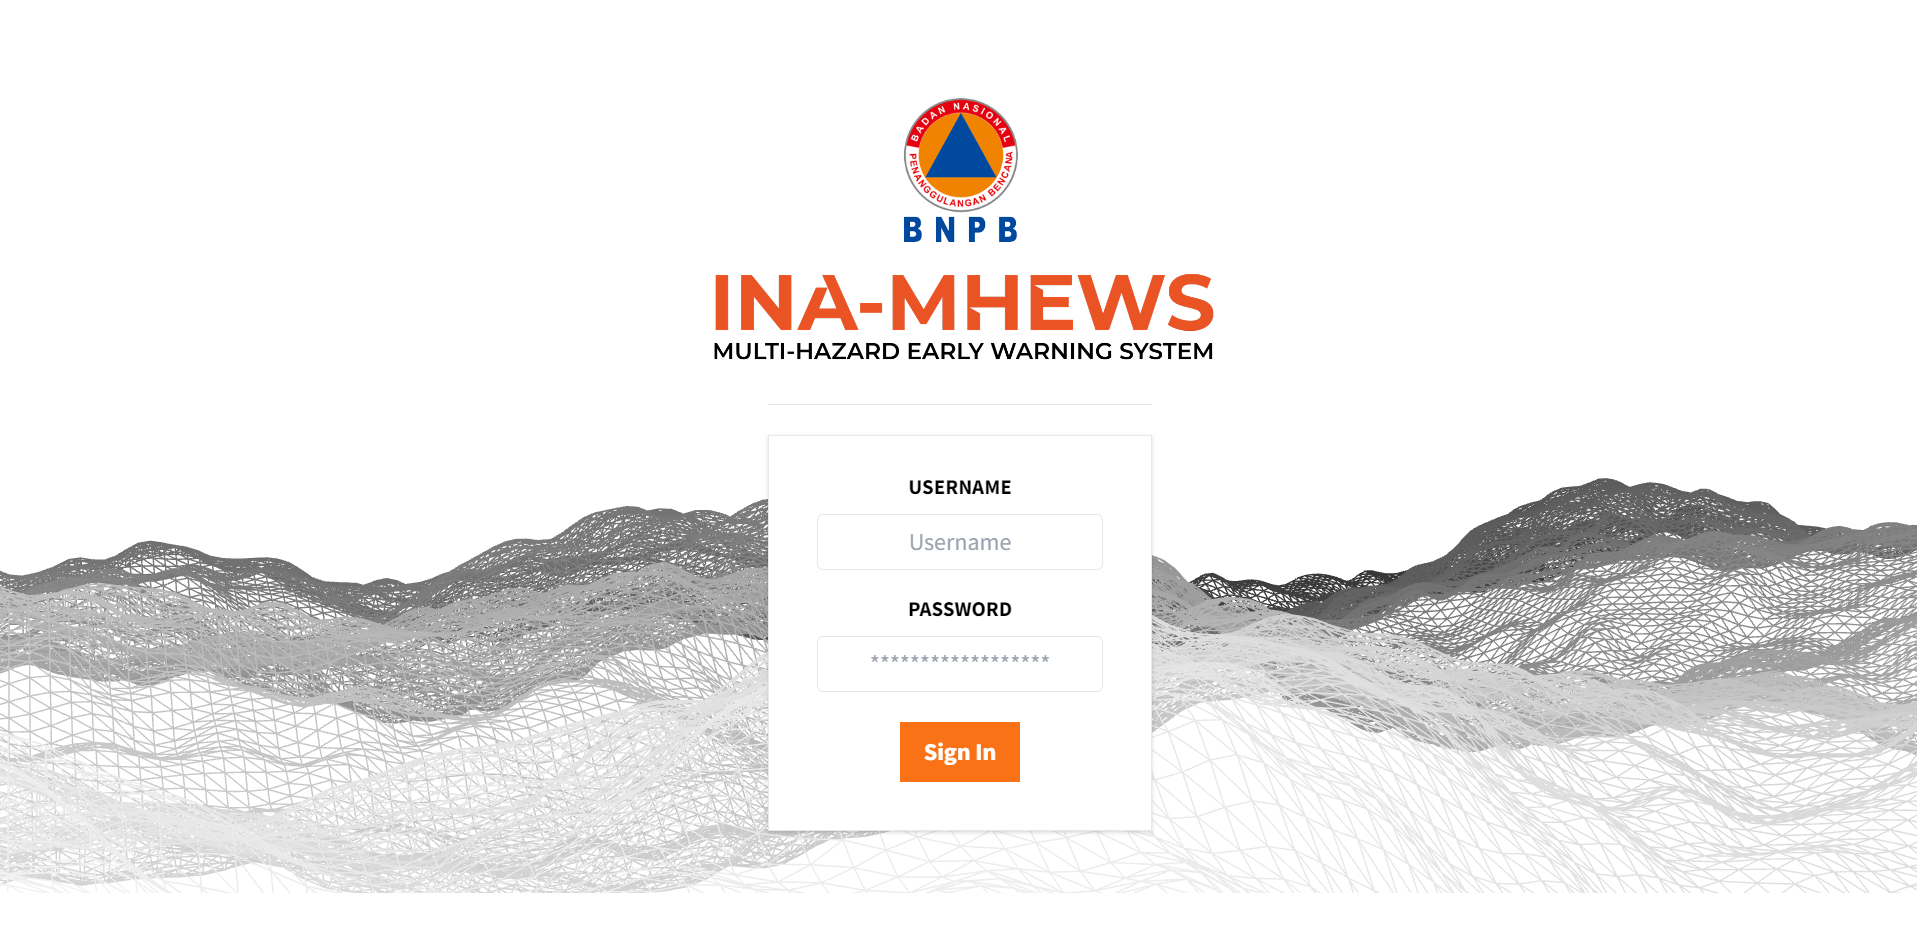 BADAN NASIONAL
PENANGGULANGAN BENCANA
BNPB
INA-MHEWS
MULTI-HAZARD EARLY WARNING SYSTEM
USERNAME
Username
PASSWORD
******************
Sign In